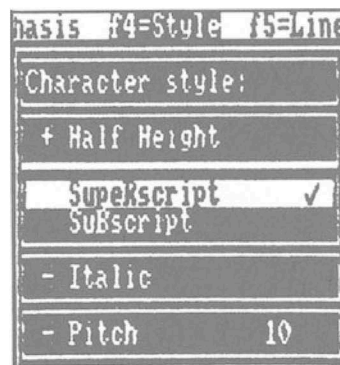 hasis f4=Style f5=Line
Character style:
+ Half Height
SupeRscript ✓
SuBscript
- Italic
- Pitch 10